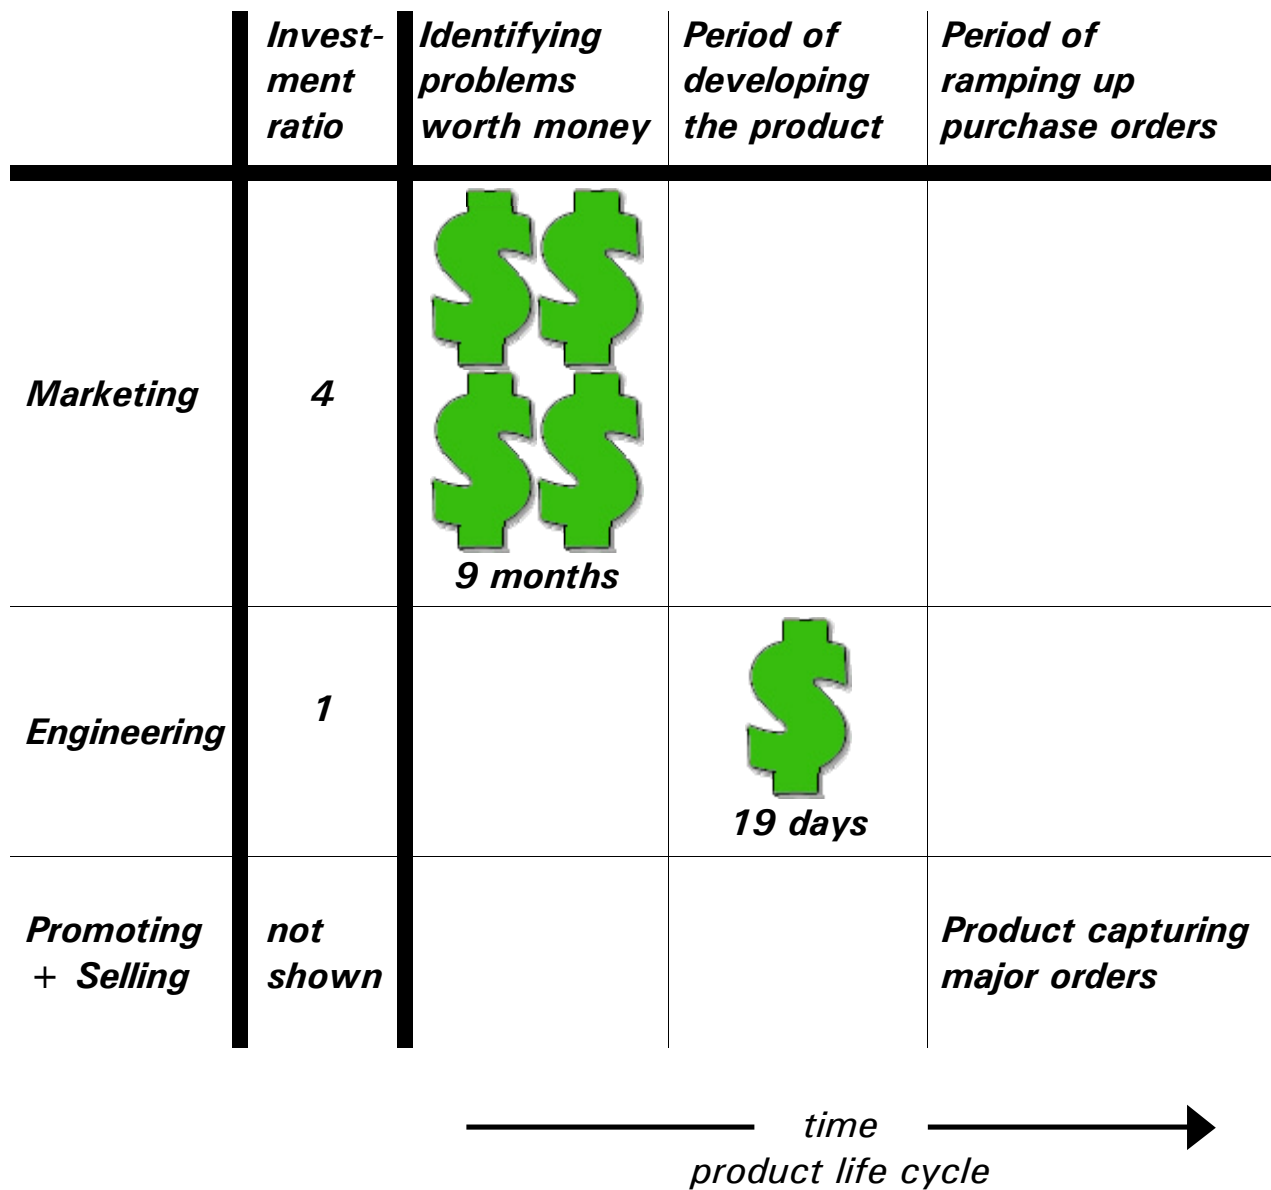 Invest-
ment
ratio
Identifying
problems
worth money
Period of
developing
the product
Period of
ramping up
purchase orders
Marketing
4
9 months
Engineering
1
19 days
Promoting
+ Selling
not
shown
Product capturing
major orders
time
product life cycle